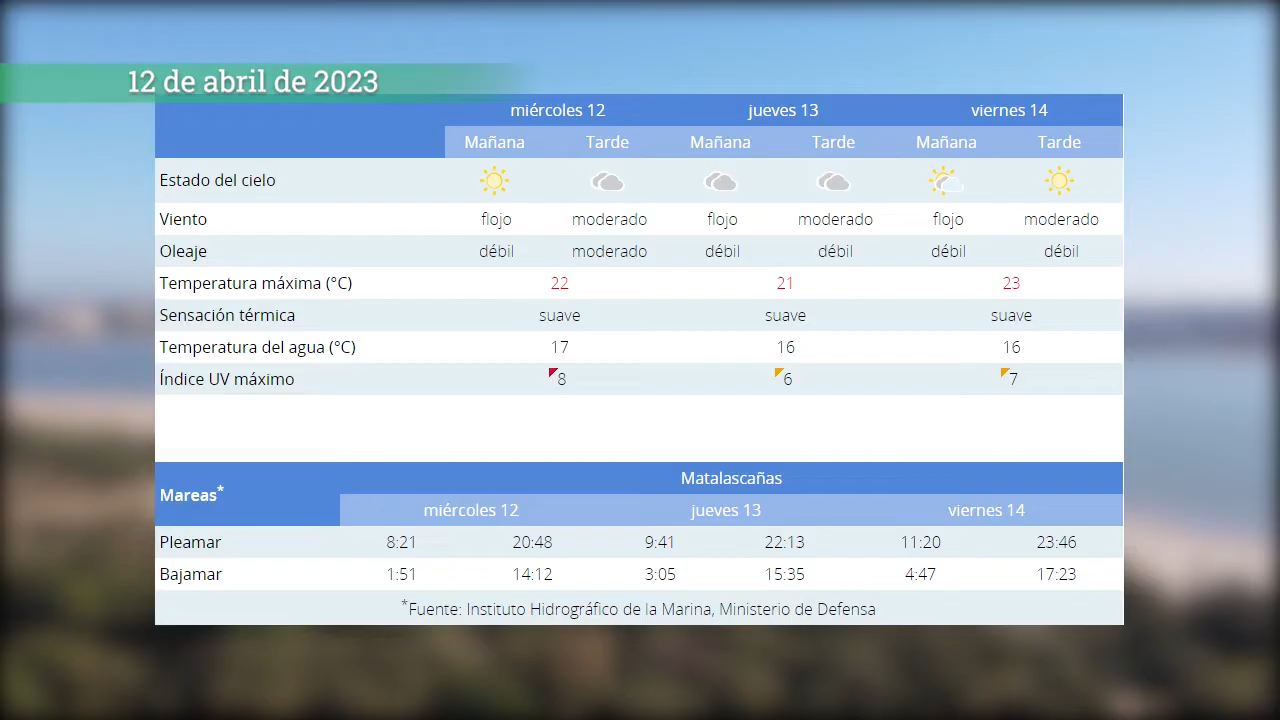 12 de abril de 2023
miércoles 12 jueves 13 viernes 14
Mañana Tarde Mañana Tarde Mañana Tarde
Estado del cielo
Viento flojo moderado flojo moderado flojo moderado
Oleaje débil moderado débil débil débil débil
Temperatura máxima (°C) 22 21 23
Sensación térmica suave suave suave
Temperatura del agua (°C) 17 16 16
Índice UV máximo 8 6 7
Matalascañas
Mareas*
miércoles 12 jueves 13 viernes 14
Pleamar 8:21 20:48 9:41 22:13 11:20 23:46
Bajamar 1:51 14:12 3:05 15:35 4:47 17:23
*Fuente: Instituto Hidrográfico de la Marina, Ministerio de Defensa